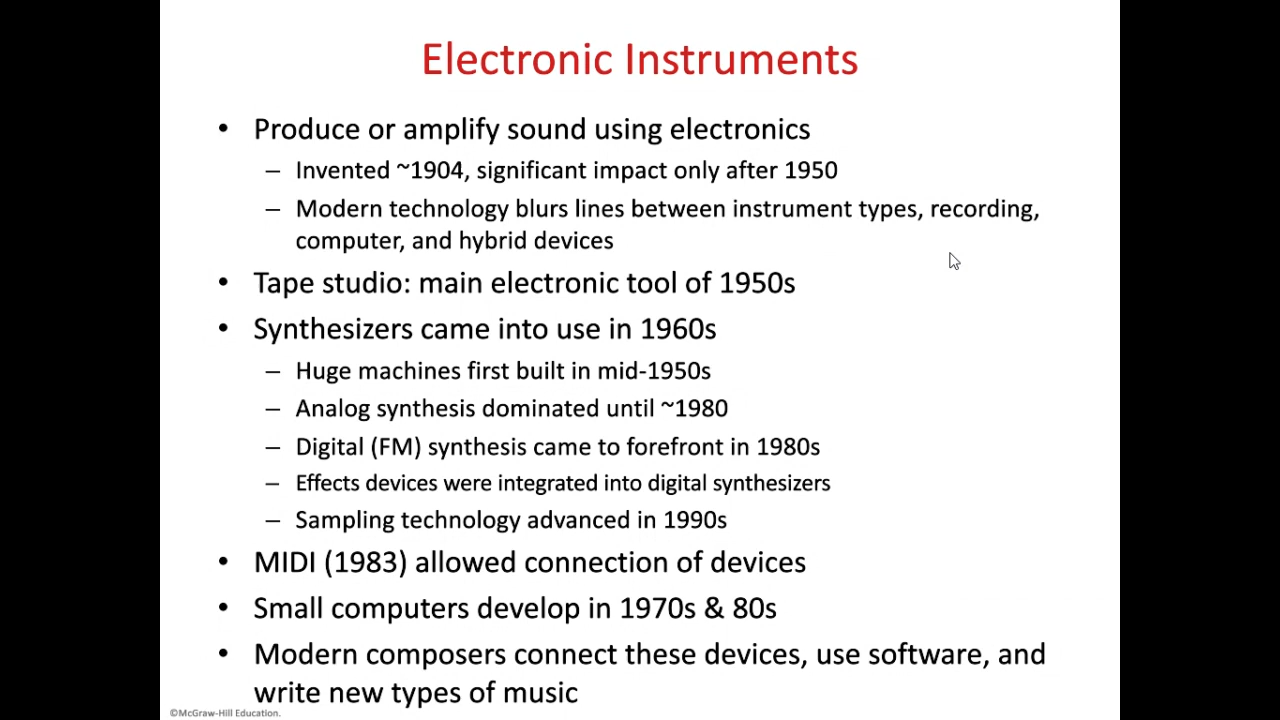 Electronic Instruments
• Produce or amplify sound using electronics
– Invented ~1904, significant impact only after 1950
– Modern technology blurs lines between instrument types, recording,
computer, and hybrid devices
• Tape studio: main electronic tool of 1950s
• Synthesizers came into use in 1960s
– Huge machines first built in mid-1950s
– Analog synthesis dominated until ~1980
– Digital (FM) synthesis came to forefront in 1980s
– Effects devices were integrated into digital synthesizers
– Sampling technology advanced in 1990s
• MIDI (1983) allowed connection of devices
• Small computers develop in 1970s & 80s
• Modern composers connect these devices, use software, and
write new types of music
©McGraw-Hill Education.